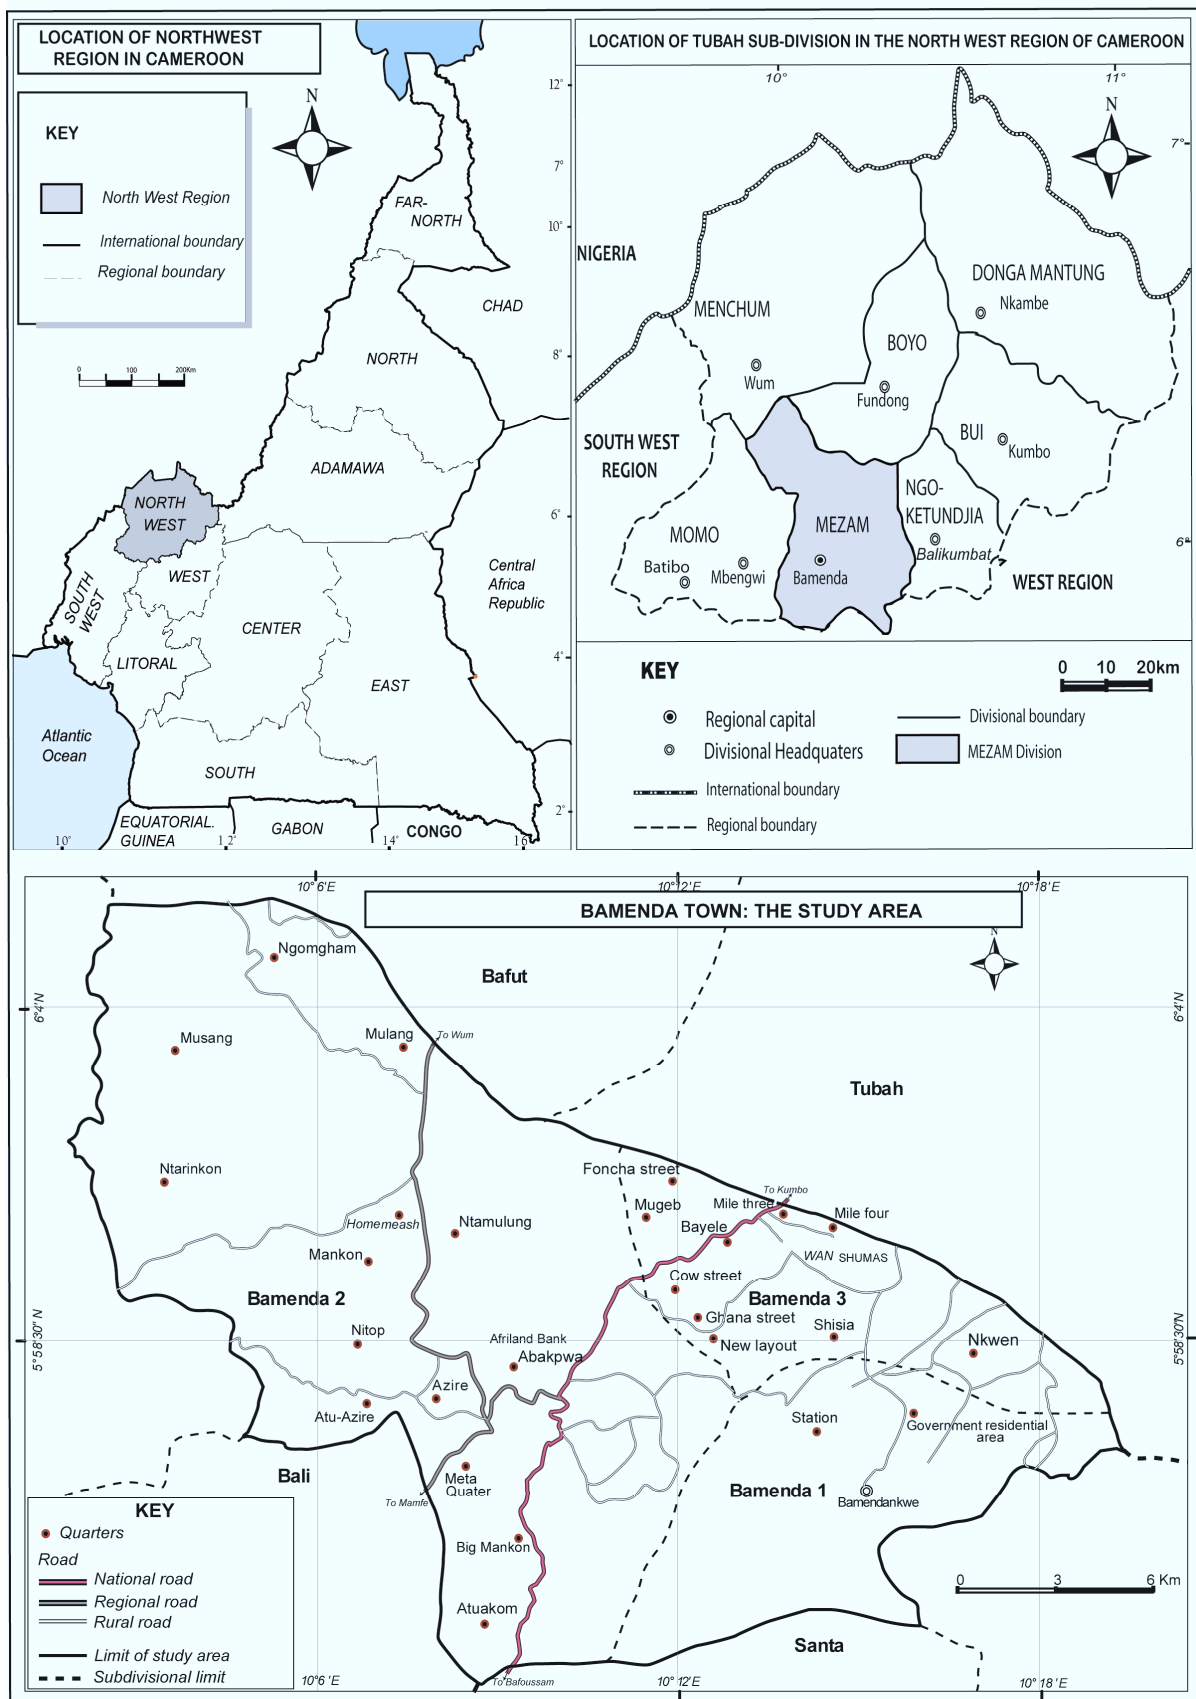 LOCATION OF NORTHWEST
REGION IN CAMEROON
KEY
North West Region
International boundary
Regional boundary
N
0 100 200Km
12°
7°
10°
8°
6°
4°
2°
FAR-
NORTH
CHAD
NORTH
ADAMAWA
NORTH
WEST
WEST
SOUTH
WEST
CENTER
LITORAL
EAST
Central
Africa
Republic
Atlantic
Ocean
SOUTH
EQUATORIAL.
GUINEA
GABON
CONGO
10°
12°
14°
16°
LOCATION OF TUBAH SUB-DIVISION IN THE NORTH WEST REGION OF CAMEROON
10°
11°
N
7°
NIGERIA
DONGA MANTUNG
Nkambe
MENCHUM
BOYO
Wum
Fundong
SOUTH WEST
REGION
BUI
Kumbo
NGO-
KETUNDJIA
MEZAM
MOMO
Balikumbat
6°
Batibo
Mbengwi
Bamenda
WEST REGION
KEY
0 10 20km
Regional capital
Divisional boundary
Divisional Headquaters
MEZAM Division
International boundary
Regional boundary
10° 6'E
10°12'E
10°18'E
BAMENDA TOWN: THE STUDY AREA
N
Ngomgham
Bafut
6°4'N
6°4'N
Musang
Mulang
To Wum
Tubah
Ntarinkon
Foncha street
To Kumbo
Mugeb
Mile three
Mile four
Homemeash
Ntamulung
Bayele
Mankon
WAN SHUMAS
Cow street
Bamenda 2
Bamenda 3
Ghana street
Nitop
Shisia
5°58'30" N
5°58'30"N
Afriland Bank
Abakpwa
New layout
Nkwen
Azire
Atu-Azire
Station
Government residential
area
Bali
Meta
Quater
To Mamfe
Bamenda 1
Bamendankwe
Big Mankon
Atuakom
Santa
To Bafoussam
KEY
Quarters
Road
National road
Regional road
Rural road
Limit of study area
Subdivisional limit
0 3 6 Km
10°6' 'E
10° 12'E
10° 18' 'E